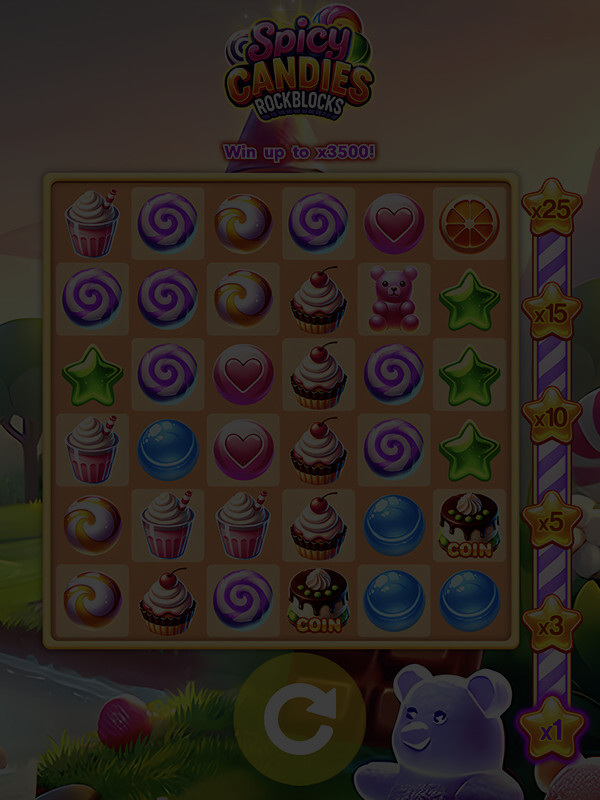 Spicy
CANDIES
ROCKBLOCKS
Win up to x3500!
x25
x15
x10
x5
COIN
COIN
x3
x1